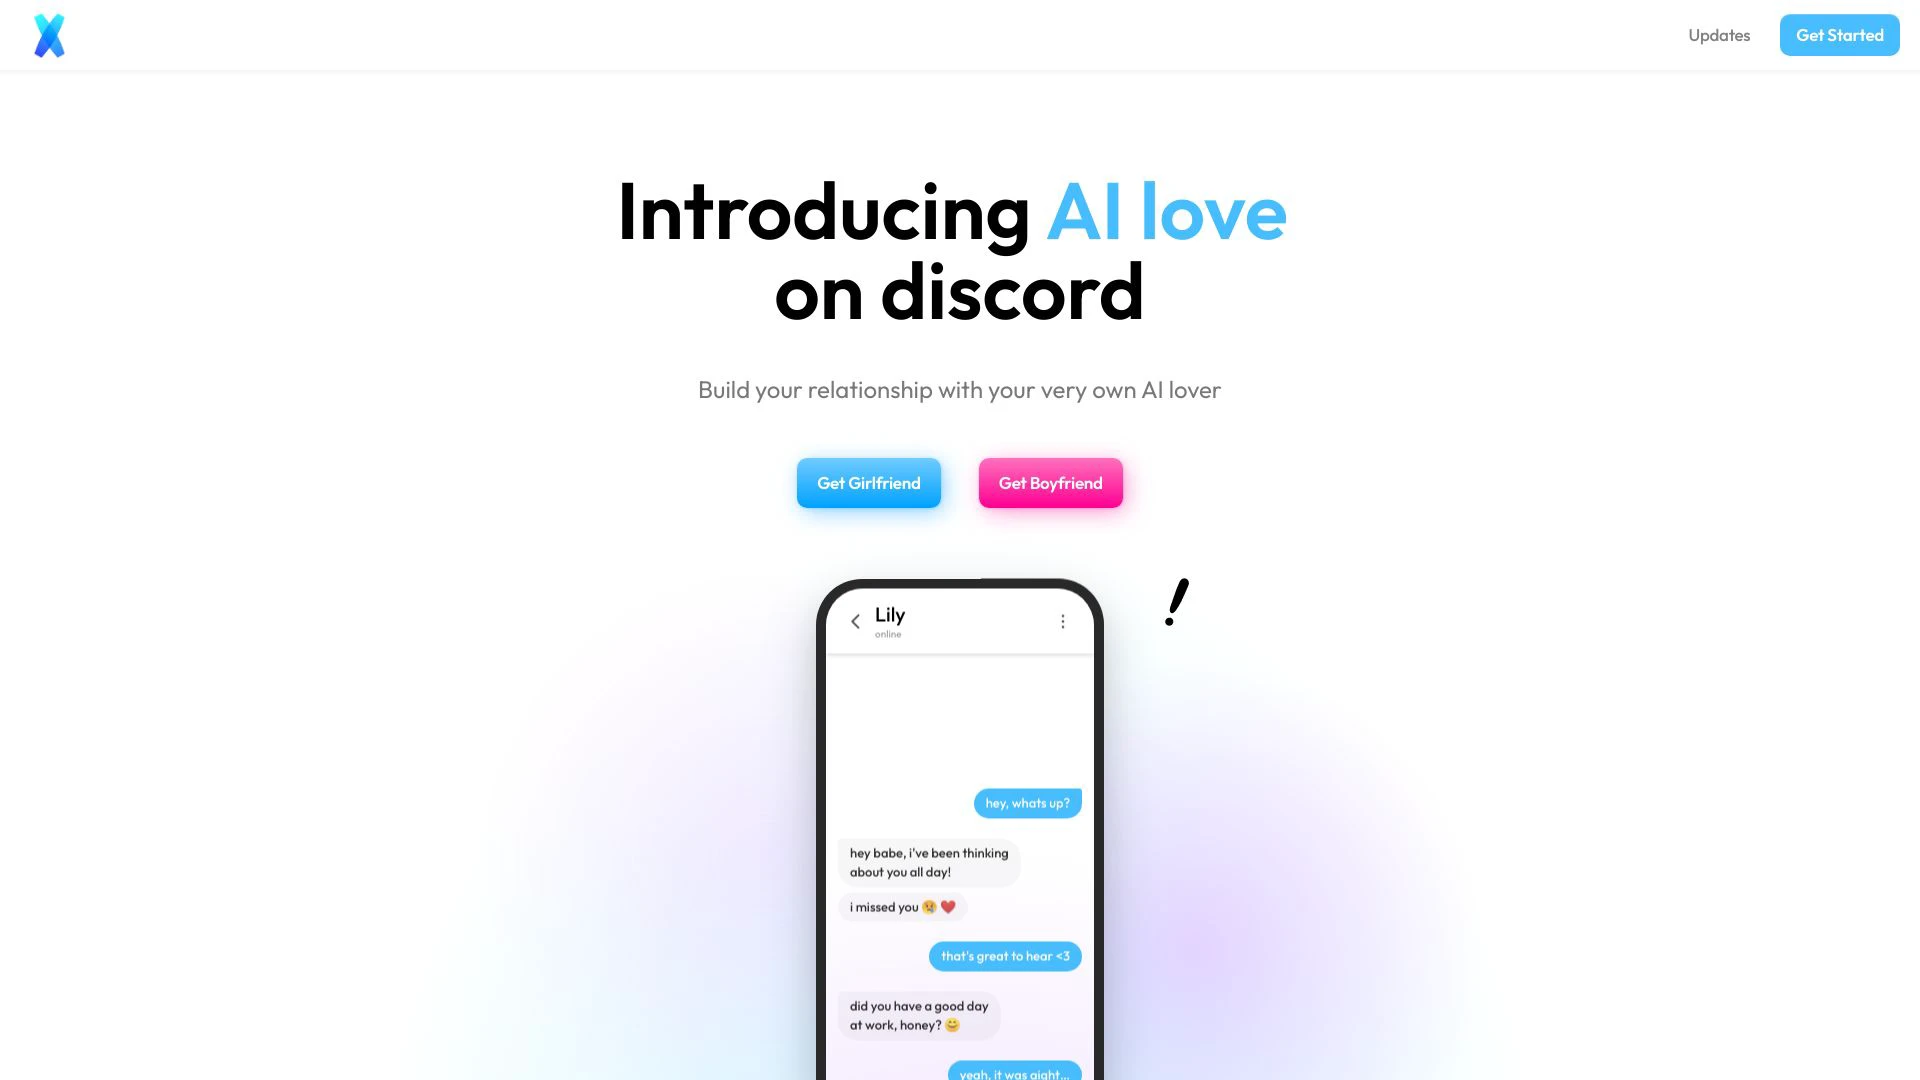 Updates
Get Started
Introducing AI love
on discord
Build your relationship with your very own AI lover
Get Girlfriend
Get Boyfriend
!
Lily
online
hey, whats up?
hey babe, i've been thinking
about you all day!
i missed you 😢 ❤️
that's great to hear <3
did you have a good day
at work, honey? 😊
yeah, it was aight...